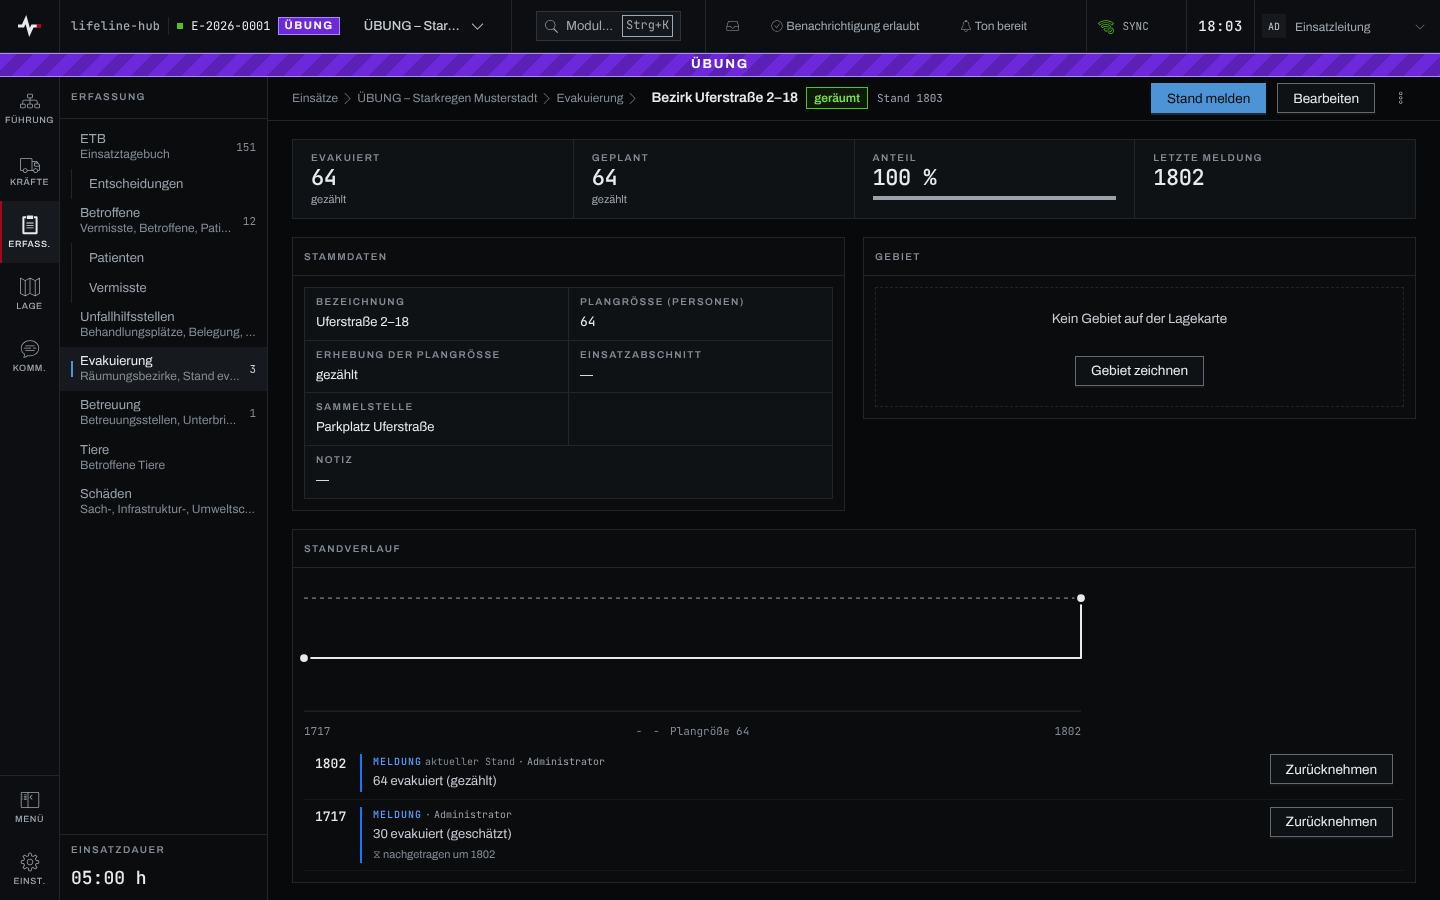 lifeline-hub
E-2026-0001
ÜBUNG
ÜBUNG – Star...
Modul...
Strg+K
Benachrichtigung erlaubt
Ton bereit
SYNC
18:03
AD
Einsatzleitung
ÜBUNG
FÜHRUNG
KRÄFTE
ERFASS.
LAGE
KOMM.
MENÜ
EINST.
ERFASSUNG
ETB
Einsatztagebuch
151
Entscheidungen
Betroffene
Vermisste, Betroffene, Pati...
12
Patienten
Vermisste
Unfallhilfsstellen
Behandlungsplätze, Belegung, ...
Evakuierung
Räumungsbezirke, Stand ev...
3
Betreuung
Betreuungsstellen, Unterbri...
1
Tiere
Betroffene Tiere
Schäden
Sach-, Infrastruktur-, Umweltsc...
EINSATZDAUER
05:00 h
Einsätze
ÜBUNG – Starkregen Musterstadt
Evakuierung
Bezirk Uferstraße 2–18
geräumt
Stand 1803
Stand melden
Bearbeiten
EVAKUIERT
64
gezählt
GEPLANT
64
gezählt
ANTEIL
100 %
LETZTE MELDUNG
1802
STAMMDATEN
BEZEICHNUNG
Uferstraße 2–18
PLANGRÖSSE (PERSONEN)
64
ERHEBUNG DER PLANGRÖSSE
gezählt
EINSATZABSCHNITT
—
SAMMELSTELLE
Parkplatz Uferstraße
NOTIZ
—
GEBIET
Kein Gebiet auf der Lagekarte
Gebiet zeichnen
STANDVERLAUF
1717
- - Plangröße 64
1802
1802
MELDUNG aktueller Stand · Administrator
64 evakuiert (gezählt)
Zurücknehmen
1717
MELDUNG · Administrator
30 evakuiert (geschätzt)
nachgetragen um 1802
Zurücknehmen